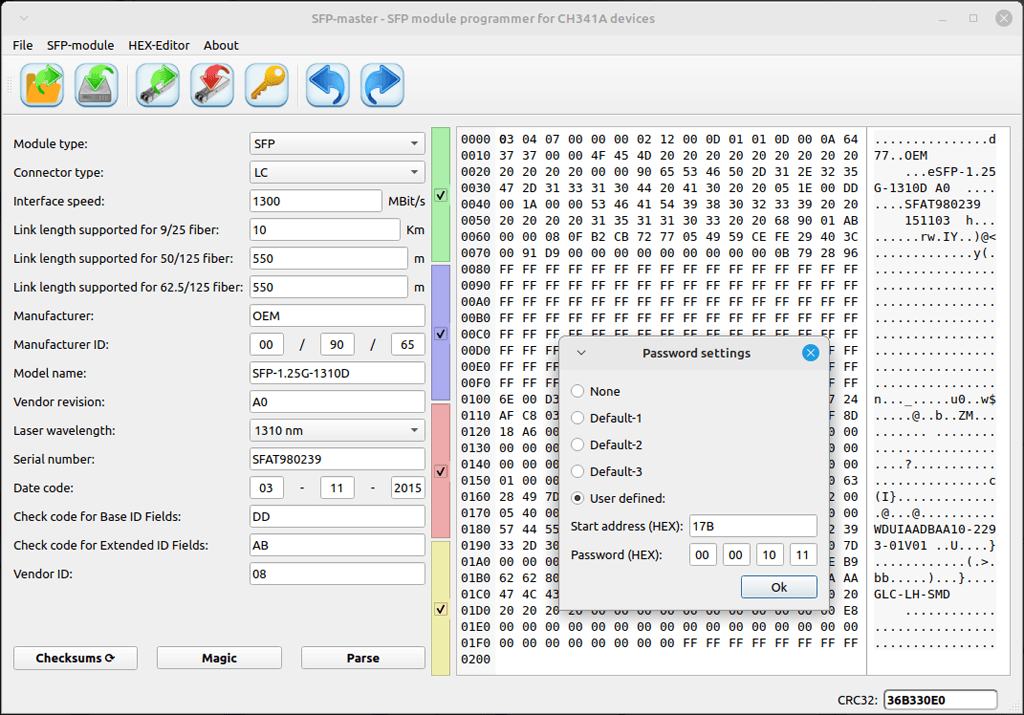 SFP-master - SFP module programmer for CH341A devices
File SFP-module HEX-Editor About
Module type: SFP
Connector type: LC
Interface speed: 1300 MBit/s
Link length supported for 9/25 fiber: 10 Km
Link length supported for 50/125 fiber: 550 m
Link length supported for 62.5/125 fiber: 550 m
Manufacturer: OEM
Manufacturer ID: 00 / 90 / 65
Model name: SFP-1.25G-1310D
Vendor revision: A0
Laser wavelength: 1310 nm
Serial number: SFAT980239
Date code: 03 - 11 - 2015
Check code for Base ID Fields: DD
Check code for Extended ID Fields: AB
Vendor ID: 08
Checksums ⟳ Magic Parse
0000 03 04 07 00 00 00 02 12 00 0D 01 01 0D 00 0A 64 ...............d
0010 37 37 00 00 4F 45 4D 20 20 20 20 20 20 20 20 20 77..OEM
0020 20 20 20 20 00 00 90 65 53 46 50 2D 31 2E 32 35 ...eSFP-1.25
0030 47 2D 31 33 31 30 44 20 41 30 20 20 05 1E 00 DD G-1310D A0 ....
0040 00 1A 00 00 53 46 41 54 39 38 30 32 33 39 20 20 ....SFAT980239
0050 20 20 20 20 31 35 31 31 30 33 20 20 68 90 01 AB 151103 h...
0060 00 00 08 0F B2 CB 72 77 05 49 59 CE FE 29 40 3C ......rw.IY..)@<
0070 00 91 D9 00 00 00 00 00 00 00 00 00 0B 79 28 96 .............y(.
0080 FF FF FF FF FF FF FF FF FF FF FF FF FF FF FF FF ................
0090 FF FF FF FF FF FF FF FF FF FF FF FF FF FF FF FF ................
00A0 FF FF FF FF FF FF FF FF FF FF FF FF FF FF FF FF ................
00B0 FF FF FF FF FF FF FF FF FF FF FF FF FF FF FF FF ................
00C0 FF FF FF FF FF FF FF FF FF FF FF FF FF FF FF FF ................
00D0 FF FF FF FF ................
00E0 FF FF FF ................
00F0 FF FF FF ................
0100 6E 00 D3 24 n..._.....u0..w$
0110 AF C8 03 8D .....@..b..ZM...
0120 18 A6 00 00 ....... ........
0130 00 00 00 00 ................
0140 00 00 00 00 ....?...........
0150 01 00 00 63 ...............c
0160 28 49 7D 00 (I}.............
0170 05 40 00 00 .@...@..........
0180 57 44 55 39 WDUIAADBAA10-229
0190 33 2D 30 7D 3-01V01 ..U....}
01A0 00 00 00 B9 ............(.>.
01B0 62 62 80 AA bb.....)...}....
01C0 47 4C 43 20 GLC-LH-SMD
01D0 20 20 20 20 00 00 00 00 00 00 00 00 00 00 00 E8 ............
01E0 00 00 00 00 00 00 00 00 00 00 00 00 00 00 00 00 ................
01F0 00 00 00 00 00 00 00 00 00 FF FF FF FF FF FF FF ................
0200
Password settings
None
Default-1
Default-2
Default-3
User defined:
Start address (HEX): 17B
Password (HEX): 00 00 10 11
Ok
CRC32: 36B330E0